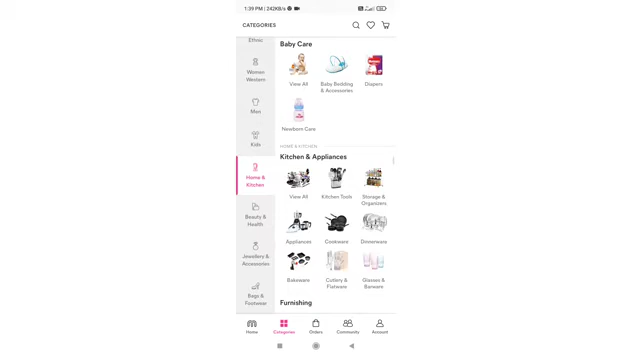 1:39 PM | 242KB/s
CATEGORIES
Ethnic
Women
Western
Men
Kids
Home &
Kitchen
Beauty &
Health
Jewellery &
Accessories
Bags &
Footwear
Baby Care
View All
Baby Bedding
& Accessories
Diapers
Newborn Care
HOME & KITCHEN
Kitchen & Appliances
View All
Kitchen Tools
Storage &
Organizers
Appliances
Cookware
Dinnerware
Bakeware
Cutlery &
Flatware
Glasses &
Barware
Furnishing
Home
Categories
Orders
Community
Account